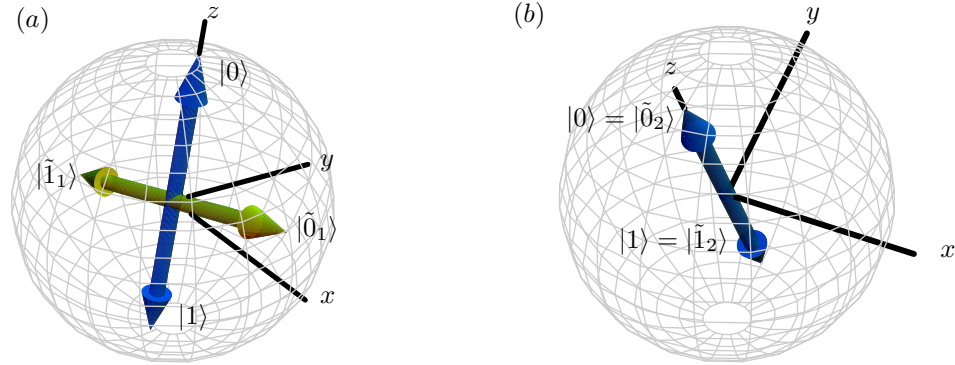 (a)
z
|0⟩
y
|1̃₁⟩
|0̃₁⟩
x
|1⟩
(b)
y
z
|0⟩ = |0̃₂⟩
|1⟩ = |1̃₂⟩
x